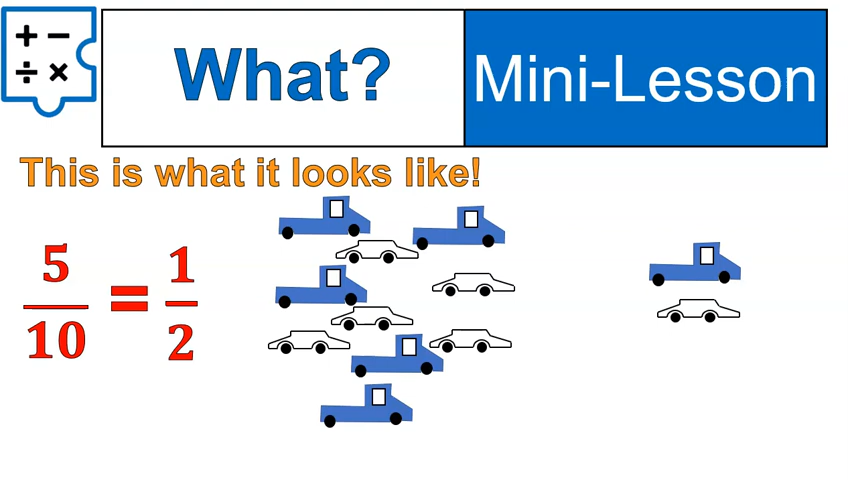 + −
÷ ×
What?
Mini-Lesson
This is what it looks like!
5/10 = 1/2